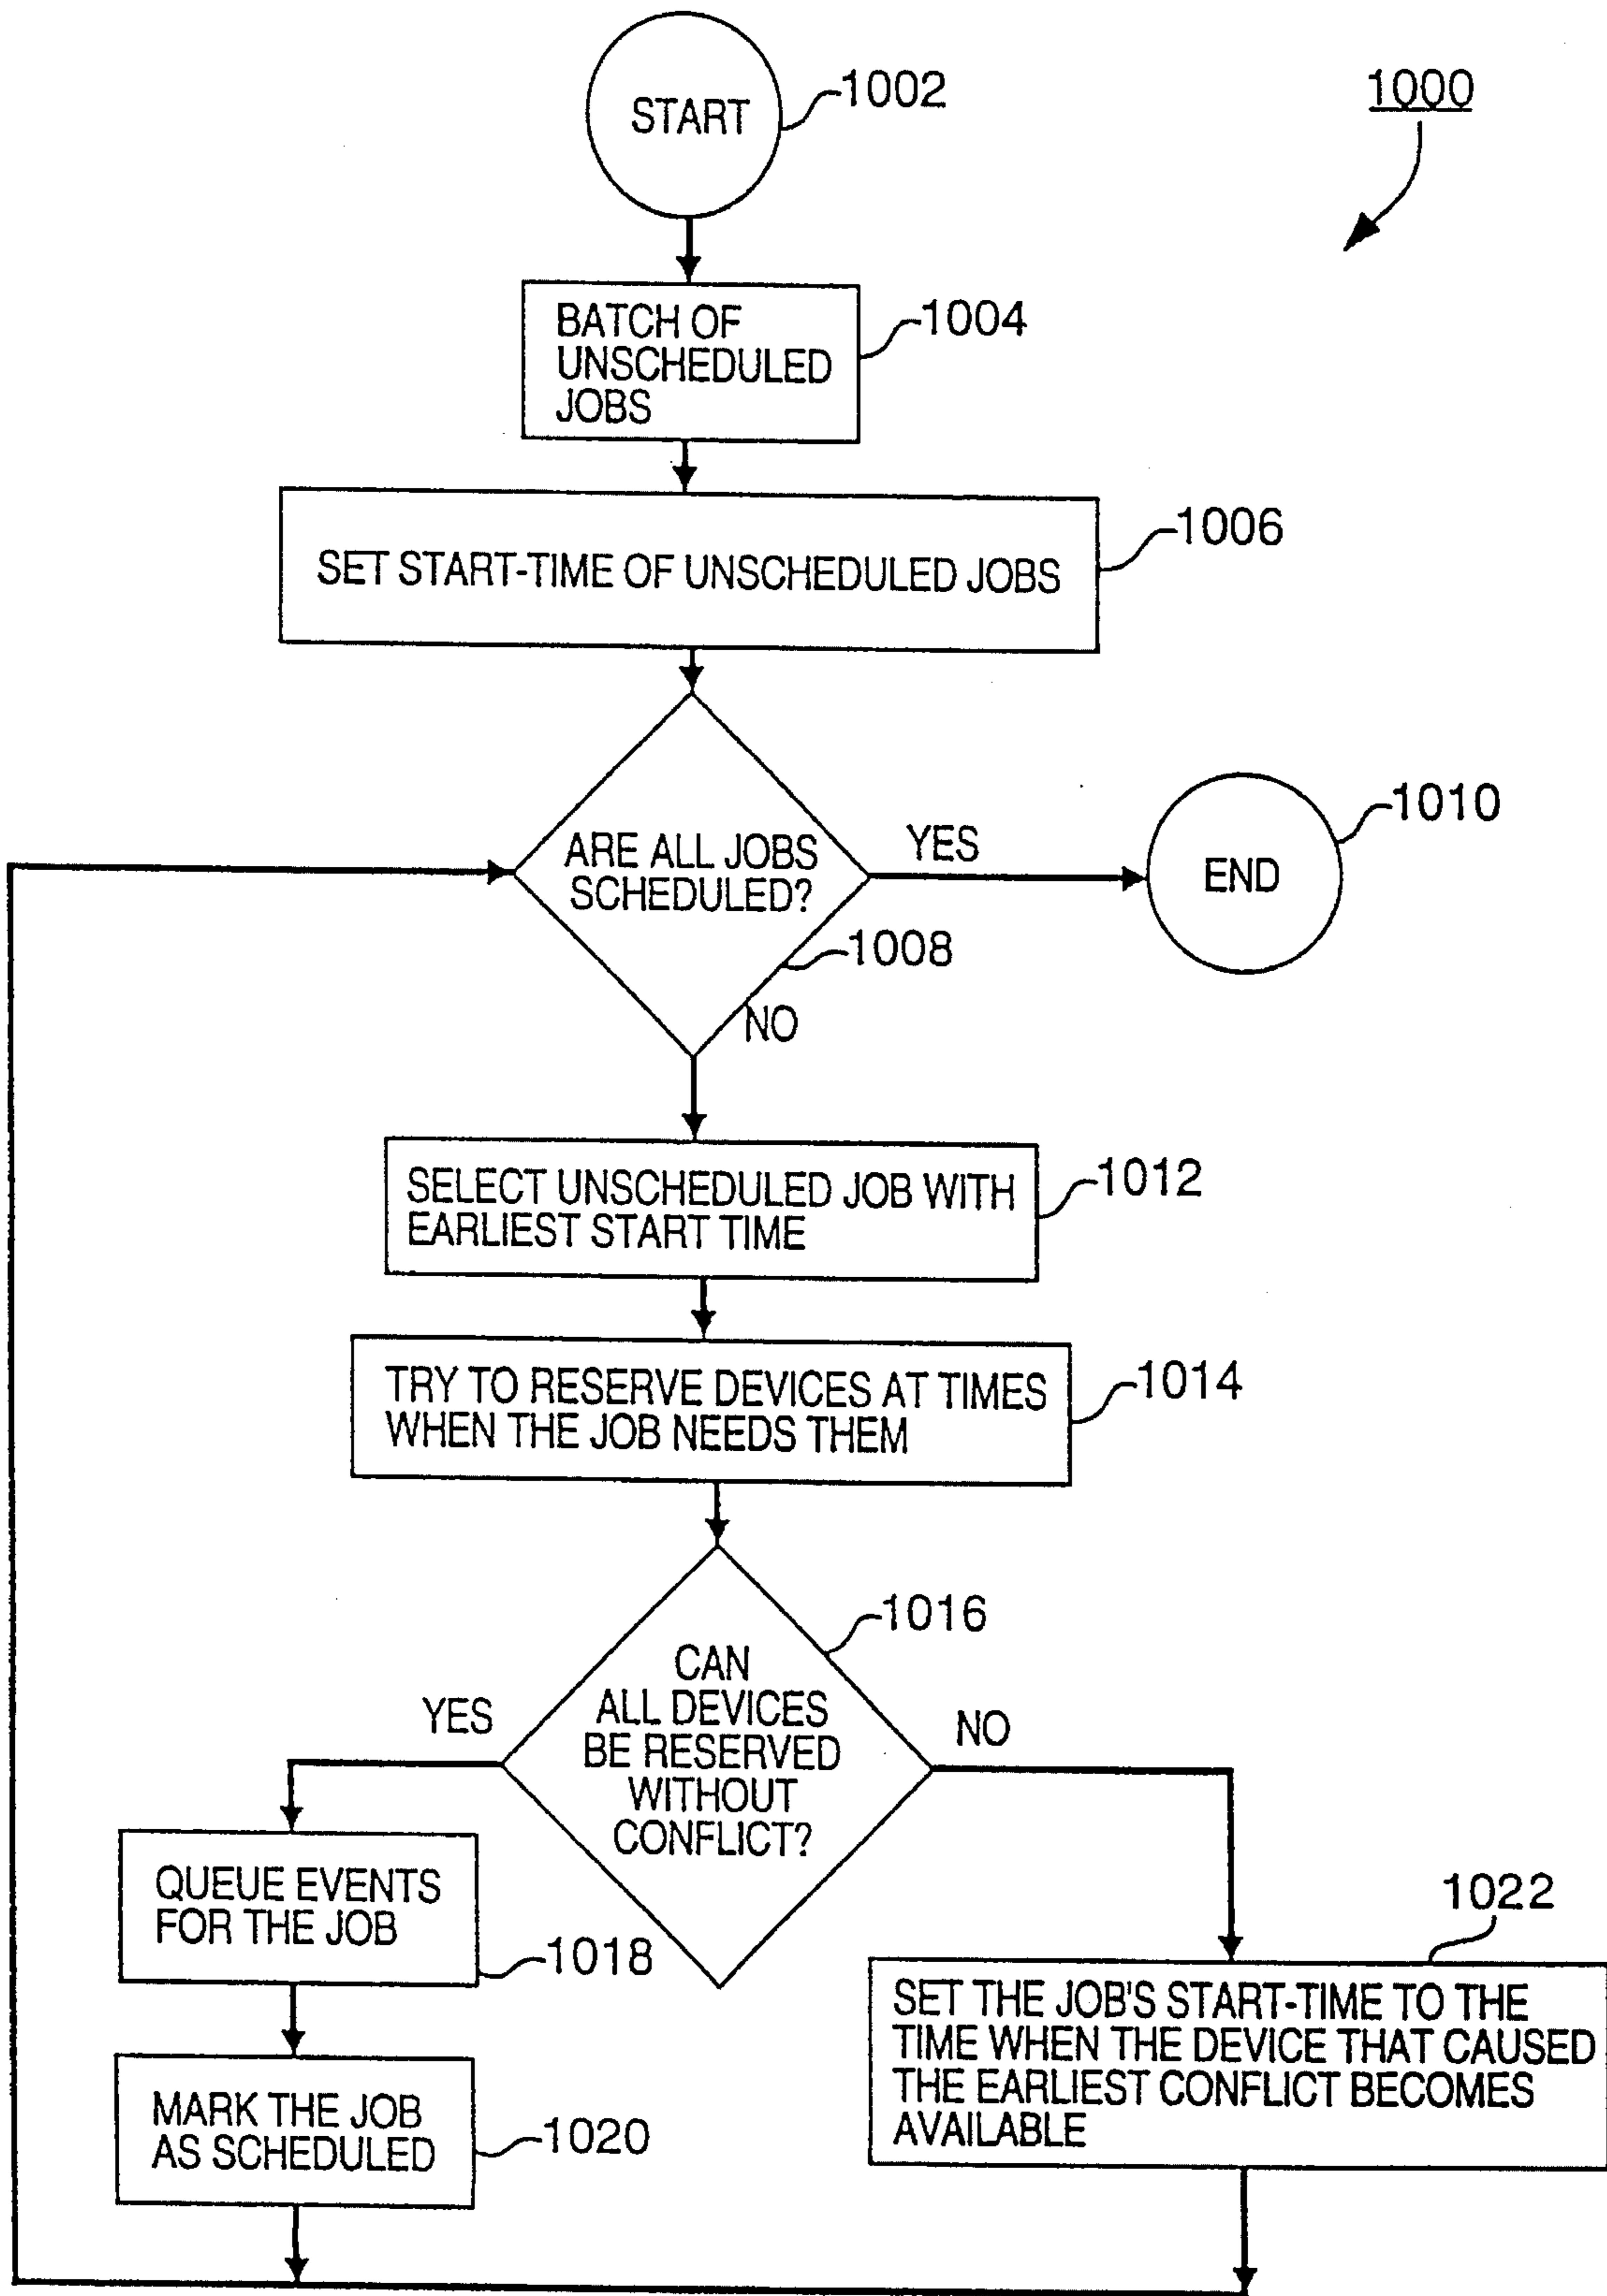 START
1002
1000
BATCH OF
UNSCHEDULED
JOBS
1004
SET START-TIME OF UNSCHEDULED JOBS
1006
ARE ALL JOBS
SCHEDULED?
YES
1008
NO
END
1010
SELECT UNSCHEDULED JOB WITH
EARLIEST START TIME
1012
TRY TO RESERVE DEVICES AT TIMES
WHEN THE JOB NEEDS THEM
1014
CAN
ALL DEVICES
BE RESERVED
WITHOUT
CONFLICT?
1016
YES
NO
QUEUE EVENTS
FOR THE JOB
1018
MARK THE JOB
AS SCHEDULED
1020
1022
SET THE JOB'S START-TIME TO THE
TIME WHEN THE DEVICE THAT CAUSED
THE EARLIEST CONFLICT BECOMES
AVAILABLE